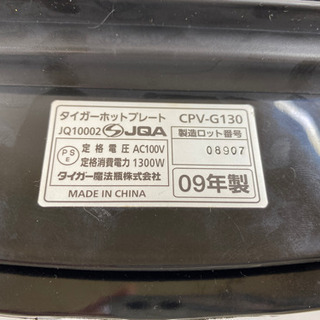 タイガーホットプレート CPV-G130
JQ10002 JQA 製造ロット番号
PS E 定格電圧 AC100V 08907
定格消費電力 1300W
タイガー魔法瓶株式会社 09年製
MADE IN CHINA